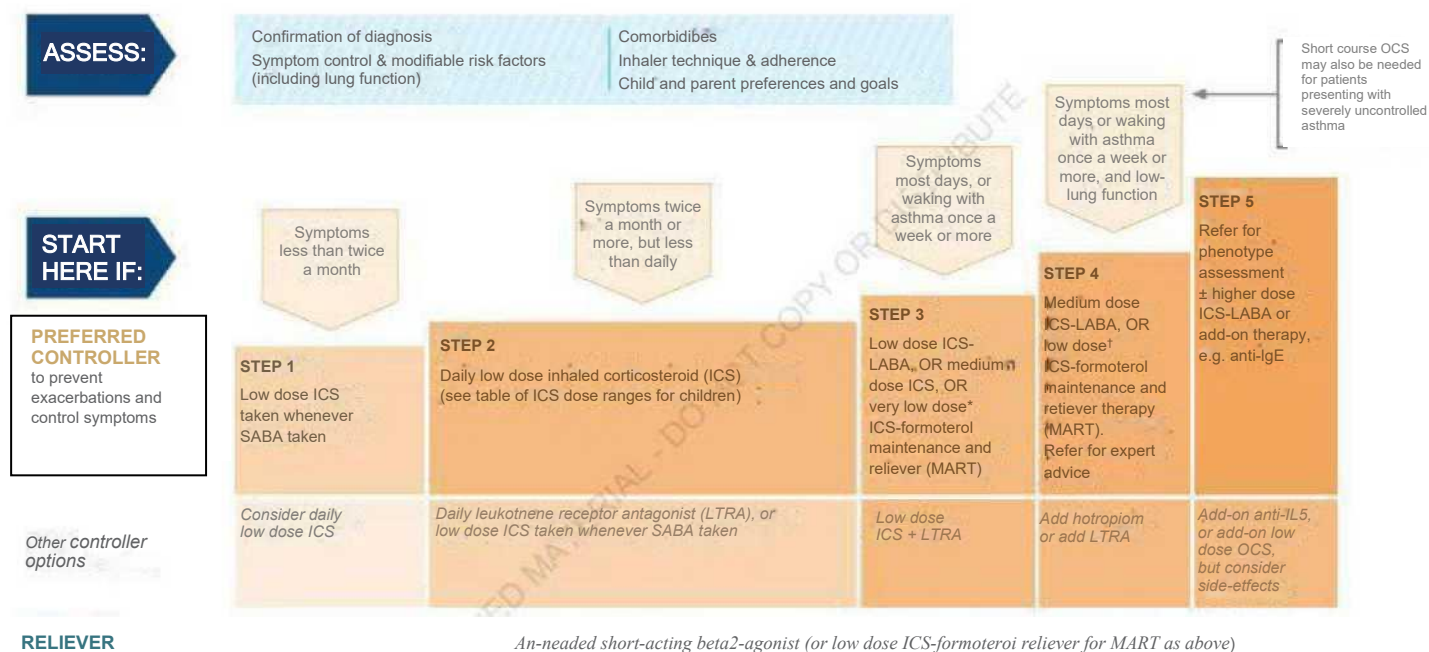 ASSESS:
Confirmation of diagnosis
Symptom control & modifiable risk factors
(including lung function)
Comorbidibes
Inhaler technique & adherence
Child and parent preferences and goals
Short course OCS
may also be needed
for patients
presenting with
severely uncontrolled
asthma
START
HERE IF:
Symptoms
less than twice
a month
Symptoms twice
a month or
more, but less
than daily
Symptoms
most days, or
waking with
asthma once a
week or more
Symptoms most
days or waking
with asthma
once a week or
more, and low-
lung function
PREFERRED
CONTROLLER
to prevent
exacerbations and
control symptoms
STEP 1
Low dose ICS
taken whenever
SABA taken
STEP 2
Daily low dose inhaled corticosteroid (ICS)
(see table of ICS dose ranges for children)
STEP 3
Low dose ICS-
LABA, OR medium
dose ICS, OR
very low dose*
ICS-formoterol
maintenance and
reliever (MART)
STEP 4
Medium dose
ICS-LABA, OR
low dose†
ICS-formoterol
maintenance and
retiever therapy
(MART).
Refer for expert
advice
STEP 5
Refer for
phenotype
assessment
± higher dose
ICS-LABA or
add-on therapy,
e.g. anti-IgE
Other controller
options
Consider daily
low dose ICS
Daily leukotnene receptor antagonist (LTRA), or
low dose ICS taken whenever SABA taken
Low dose
ICS + LTRA
Add hotropiom
or add LTRA
Add-on anti-IL5,
or add-on low
dose OCS,
but consider
side-effects
RELIEVER
An-neaded short-acting beta2-agonist (or low dose ICS-formoteroi reliever for MART as above)
MATERIAL - DO NOT COPY OR DISTRIBUTE